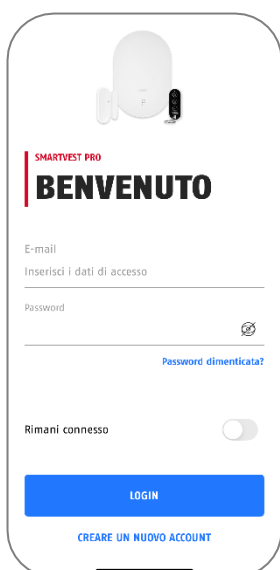 SMARTVEST PRO
BENVENUTO
E-mail
Inserisci i dati di accesso
Password
Password dimenticata?
Rimani connesso
LOGIN
CREARE UN NUOVO ACCOUNT